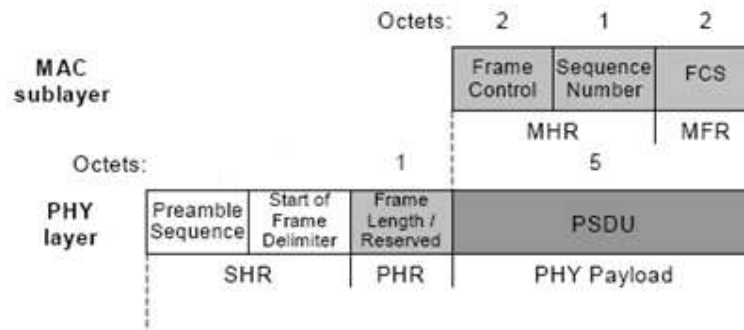 Octets: 2 1 2
MAC sublayer
Frame Control
Sequence Number
FCS
MHR
MFR
Octets: 1 5
PHY layer
Preamble Sequence
Start of Frame Delimiter
Frame Length / Reserved
PSDU
SHR
PHR
PHY Payload